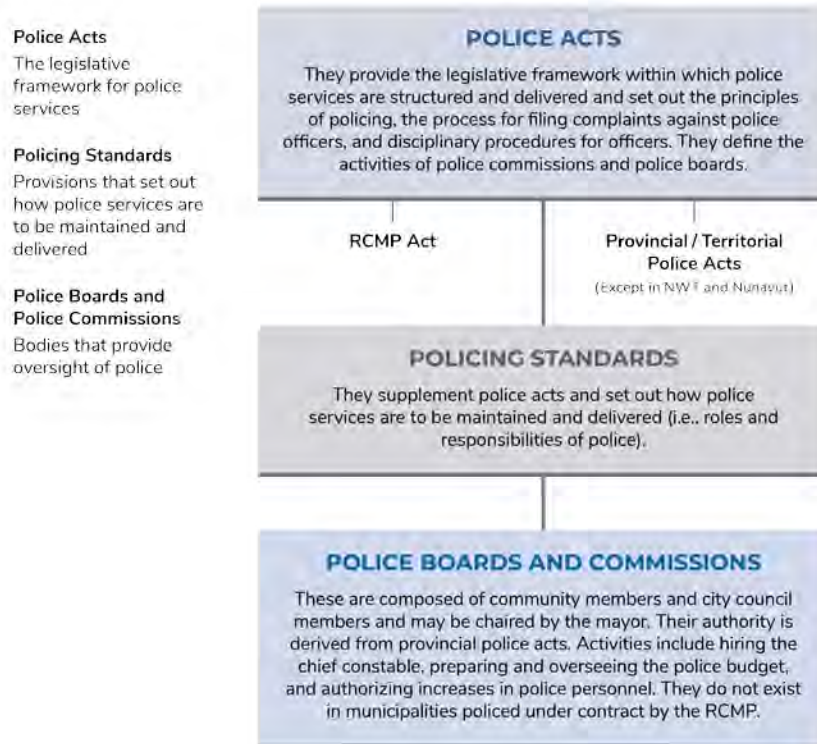 Police Acts
The legislative
framework for police
services
Policing Standards
Provisions that set out
how police services are
to be maintained and
delivered
Police Boards and
Police Commissions
Bodies that provide
oversight of police
POLICE ACTS
They provide the legislative framework within which police
services are structured and delivered and set out the principles
of policing, the process for filing complaints against police
officers, and disciplinary procedures for officers. They define the
activities of police commissions and police boards.
RCMP Act
Provincial / Territorial
Police Acts
(Except in NWT and Nunavut)
POLICING STANDARDS
They supplement police acts and set out how police
services are to be maintained and delivered (i.e., roles and
responsibilities of police).
POLICE BOARDS AND COMMISSIONS
These are composed of community members and city council
members and may be chaired by the mayor. Their authority is
derived from provincial police acts. Activities include hiring the
chief constable, preparing and overseeing the police budget,
and authorizing increases in police personnel. They do not exist
in municipalities policed under contract by the RCMP.